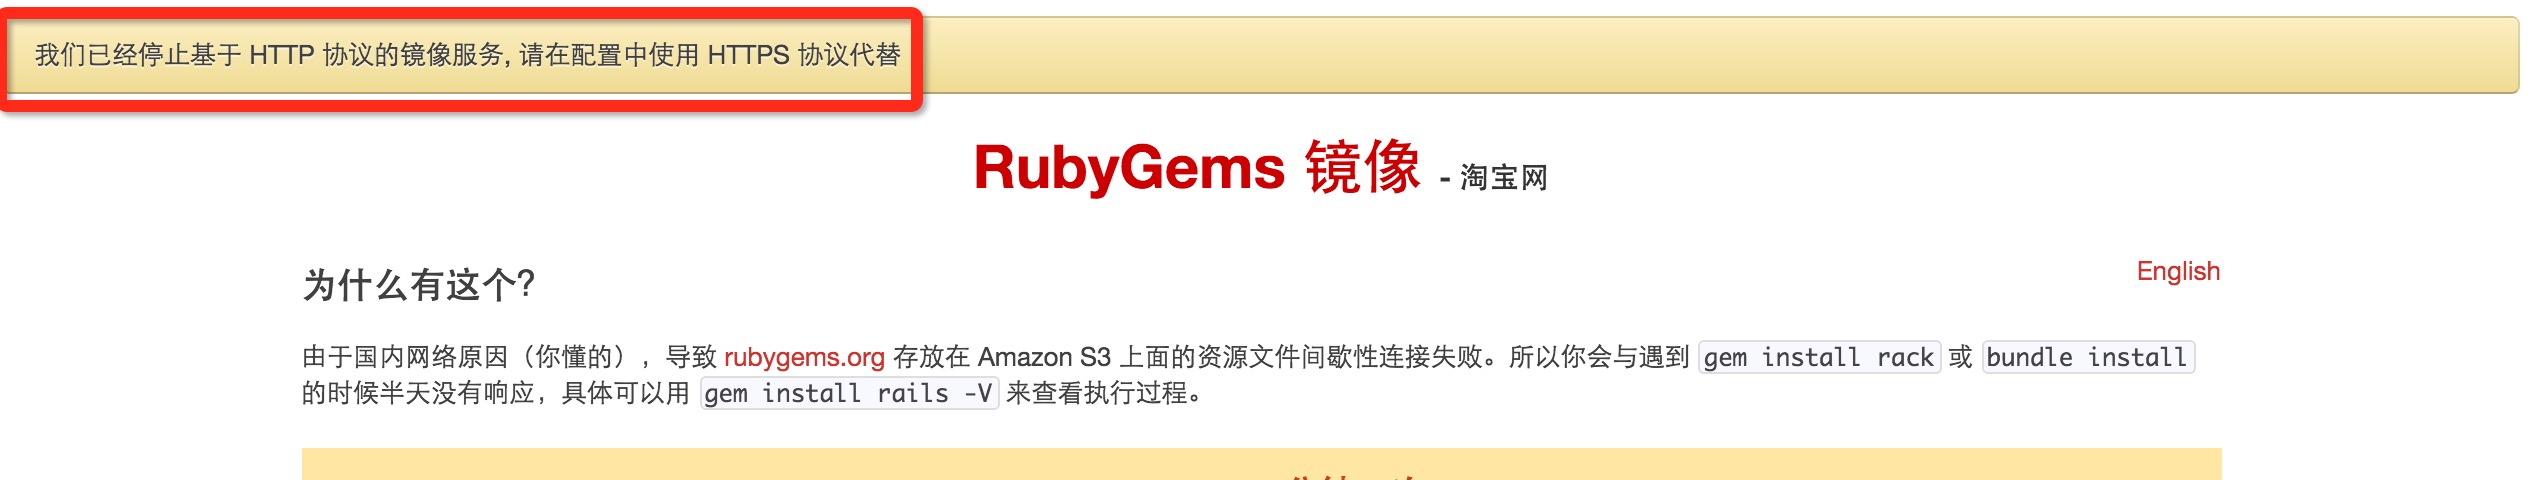 我们已经停止基于 HTTP 协议的镜像服务, 请在配置中使用 HTTPS 协议代替
RubyGems 镜像 - 淘宝网
为什么有这个?
English
由于国内网络原因（你懂的），导致 rubygems.org 存放在 Amazon S3 上面的资源文件间歇性连接失败。所以你会与遇到 gem install rack 或 bundle install
的时候半天没有响应，具体可以用 gem install rails -V 来查看执行过程。